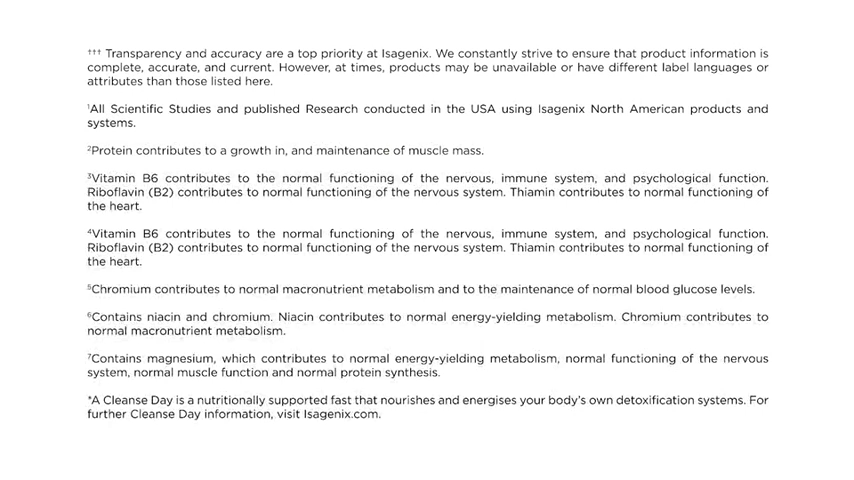 ††† Transparency and accuracy are a top priority at Isagenix. We constantly strive to ensure that product information is
complete, accurate, and current. However, at times, products may be unavailable or have different label languages or
attributes than those listed here.
¹All Scientific Studies and published Research conducted in the USA using Isagenix North American products and
systems.
²Protein contributes to a growth in, and maintenance of muscle mass.
³Vitamin B6 contributes to the normal functioning of the nervous, immune system, and psychological function.
Riboflavin (B2) contributes to normal functioning of the nervous system. Thiamin contributes to normal functioning of
the heart.
⁴Vitamin B6 contributes to the normal functioning of the nervous, immune system, and psychological function.
Riboflavin (B2) contributes to normal functioning of the nervous system. Thiamin contributes to normal functioning of
the heart.
⁵Chromium contributes to normal macronutrient metabolism and to the maintenance of normal blood glucose levels.
⁶Contains niacin and chromium. Niacin contributes to normal energy-yielding metabolism. Chromium contributes to
normal macronutrient metabolism.
⁷Contains magnesium, which contributes to normal energy-yielding metabolism, normal functioning of the nervous
system, normal muscle function and normal protein synthesis.
*A Cleanse Day is a nutritionally supported fast that nourishes and energises your body's own detoxification systems. For
further Cleanse Day information, visit Isagenix.com.